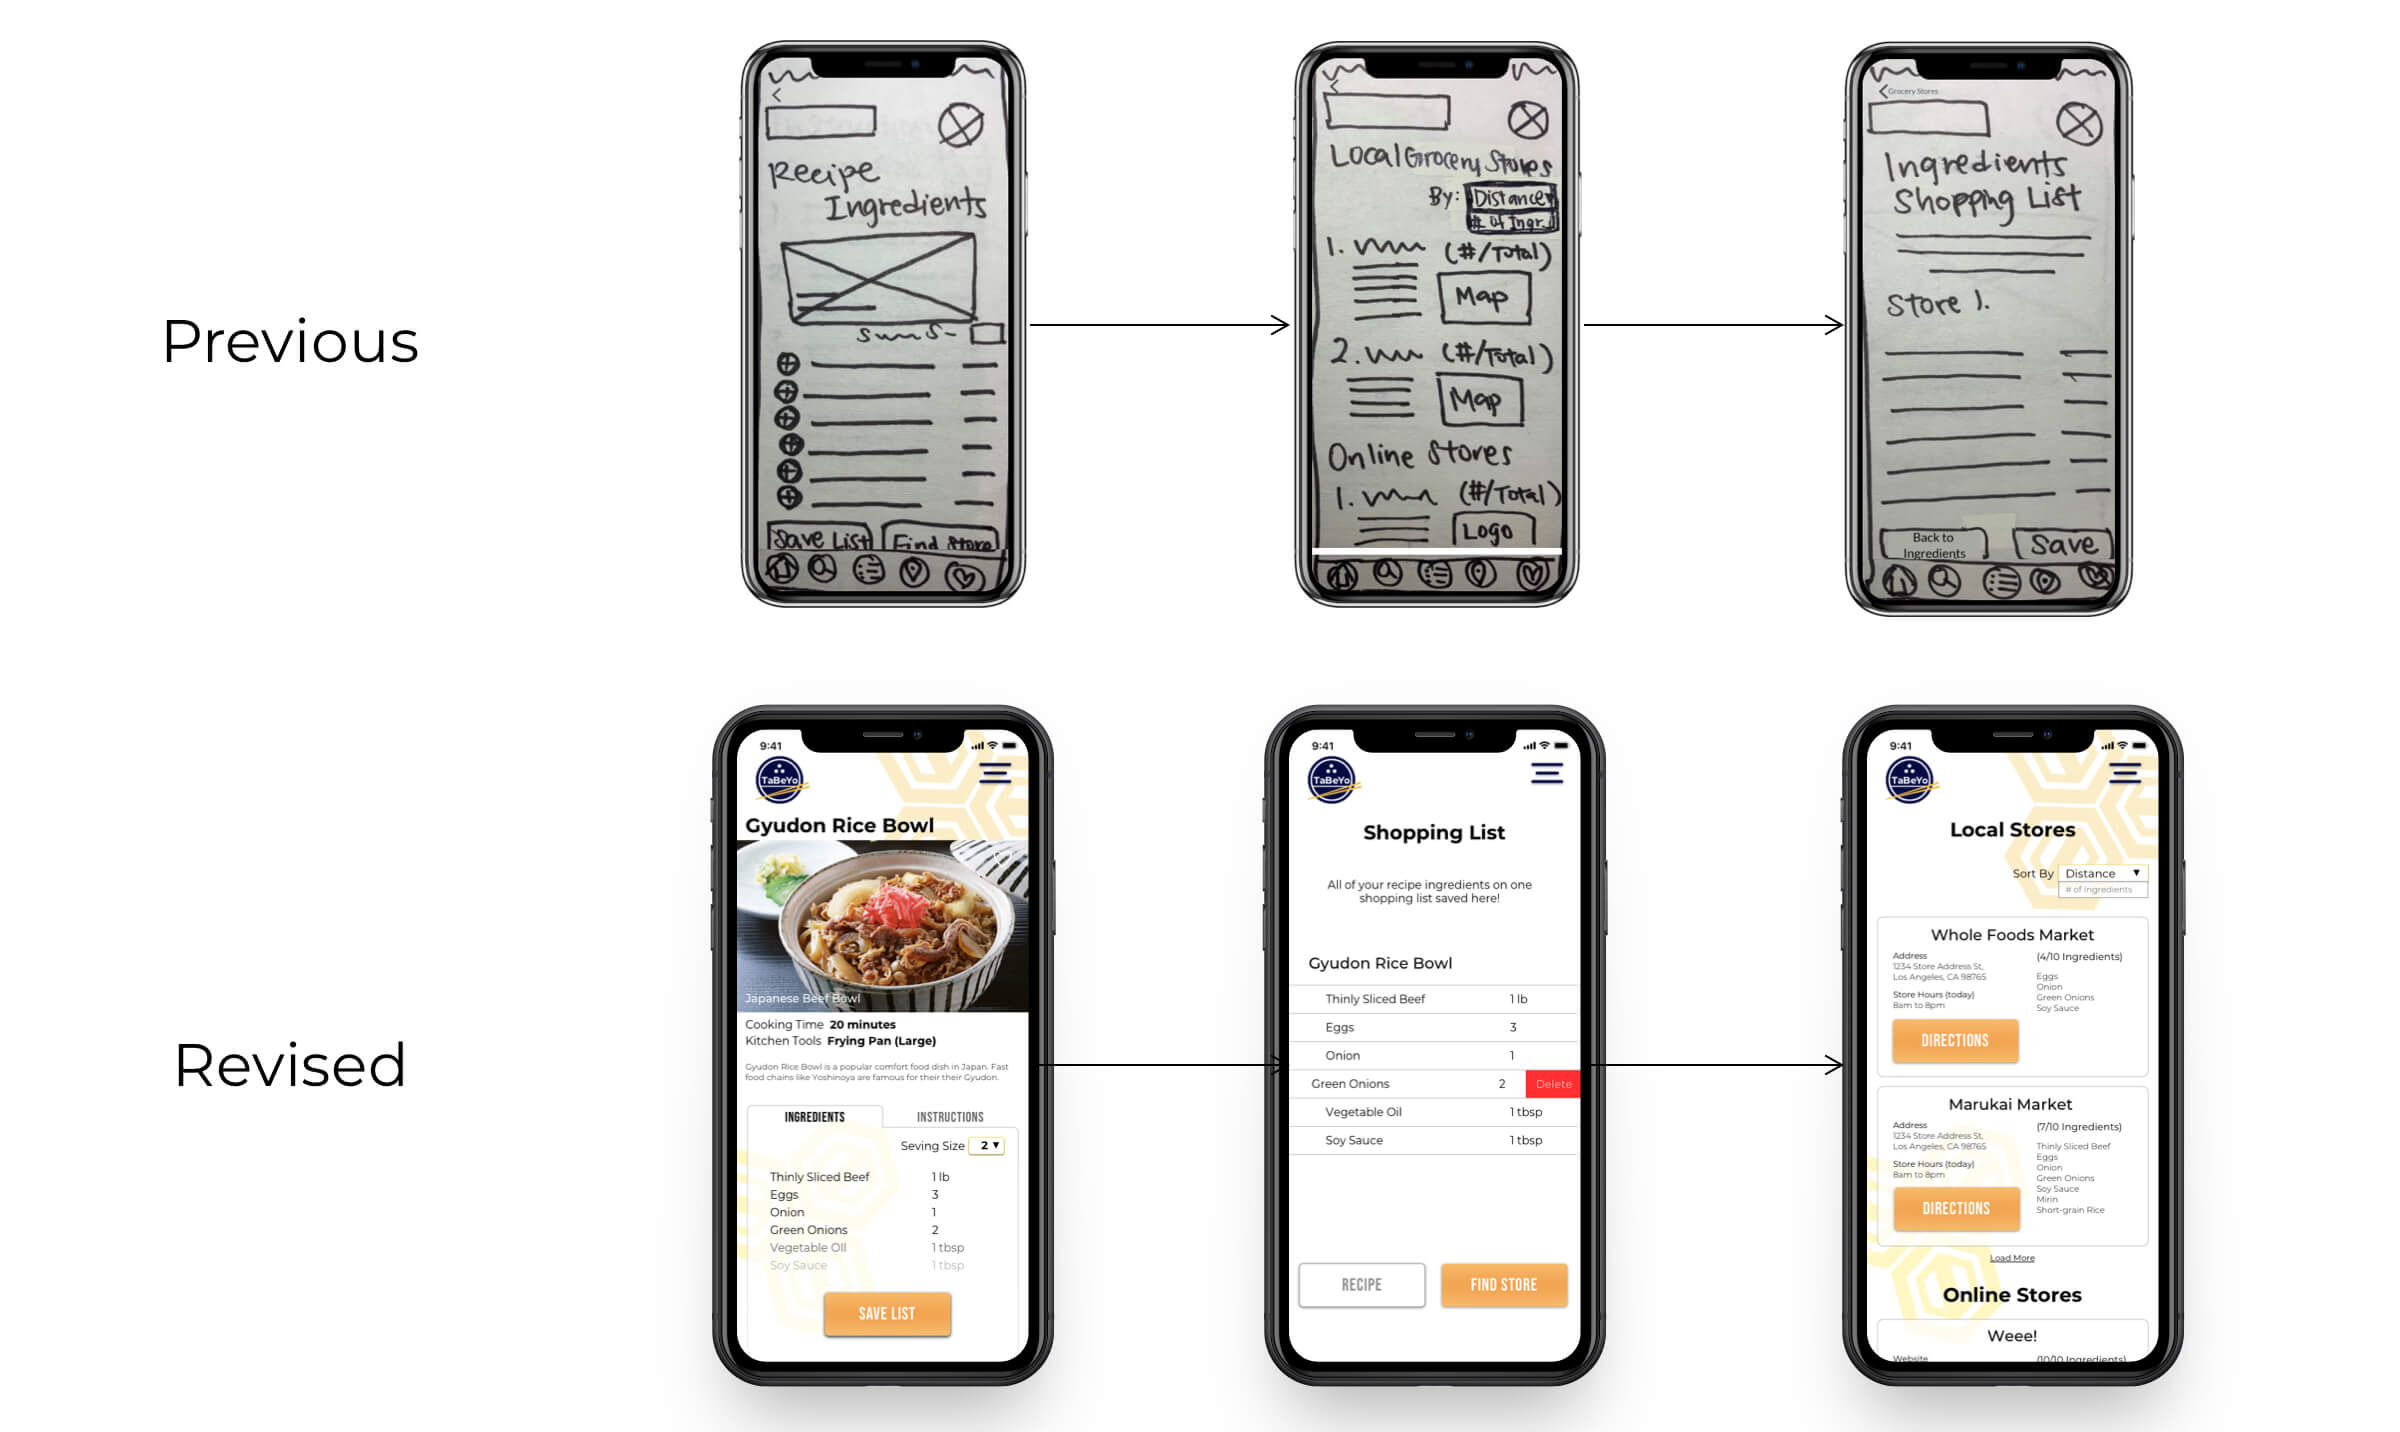 Previous
Recipe
Ingredients
Save List
Find Store
Local Grocery Stores
By: Distance
# of Ingr.
1. (#/Total)
Map
2. (#/Total)
Map
Online Stores
1. (#/Total)
Logo
Grocery Stores
Ingredients
Shopping List
Store 1.
Back to
Ingredients
Save
Revised
9:41
TaBeYo
Gyudon Rice Bowl
Japanese Beef Bowl
Cooking Time 20 minutes
Kitchen Tools Frying Pan (Large)
Gyudon Rice Bowl is a popular comfort food dish in Japan. Fast
food chains like Yoshinoya are famous for their their Gyudon.
INGREDIENTS INSTRUCTIONS
Seving Size 2
Thinly Sliced Beef 1 lb
Eggs 3
Onion 1
Green Onions 2
Vegetable OIl 1 tbsp
Soy Sauce 1 tbsp
SAVE LIST
9:41
TaBeYo
Shopping List
All of your recipe ingredients on one
shopping list saved here!
Gyudon Rice Bowl
Thinly Sliced Beef 1 lb
Eggs 3
Onion 1
Green Onions 2 Delete
Vegetable Oil 1 tbsp
Soy Sauce 1 tbsp
RECIPE FIND STORE
9:41
TaBeYo
Local Stores
Sort By Distance
# of Ingredients
Whole Foods Market
Address
1234 Store Address St,
Los Angeles, CA 98765
Store Hours (today)
8am to 8pm
(4/10 Ingredients)
Eggs
Onion
Green Onions
Soy Sauce
DIRECTIONS
Marukai Market
Address
1234 Store Address St,
Los Angeles, CA 98765
Store Hours (today)
8am to 8pm
(7/10 Ingredients)
Thinly Sliced Beef
Eggs
Onion
Green Onions
Soy Sauce
Mirin
Short-grain Rice
DIRECTIONS
Load More
Online Stores
Weee!
Website (10/10 Ingredients)